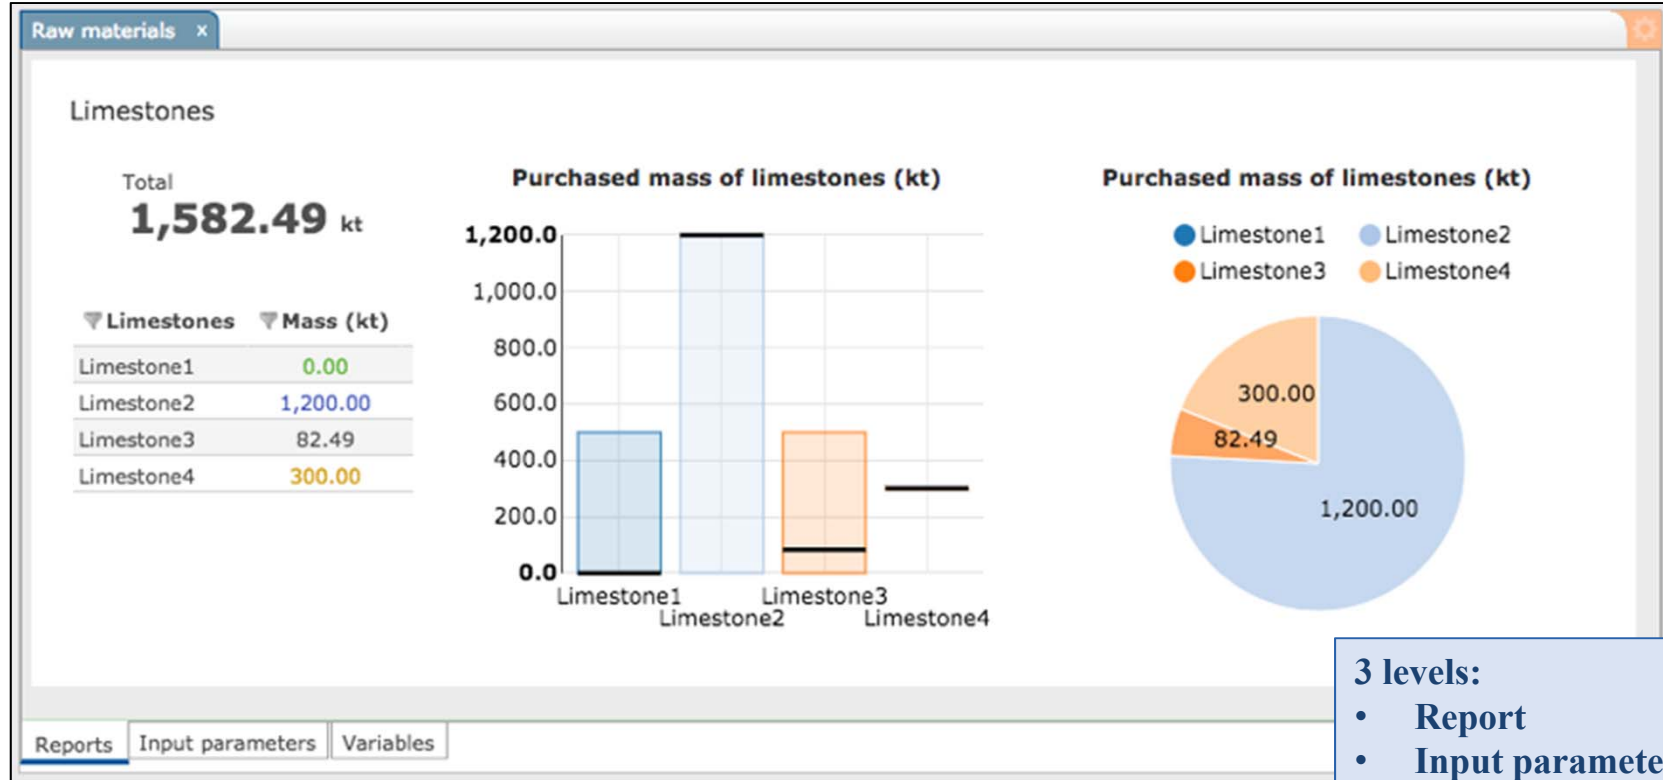 Raw materials x
Limestones
Total
1,582.49 kt
Limestones Mass (kt)
Limestone1 0.00
Limestone2 1,200.00
Limestone3 82.49
Limestone4 300.00
Purchased mass of limestones (kt)
1,200.0
1,000.0
800.0
600.0
400.0
200.0
0.0
Limestone1 Limestone3
Limestone2 Limestone4
Purchased mass of limestones (kt)
Limestone1 Limestone2
Limestone3 Limestone4
300.00
82.49
1,200.00
3 levels:
• Report
• Input paramete
Reports Input parameters Variables